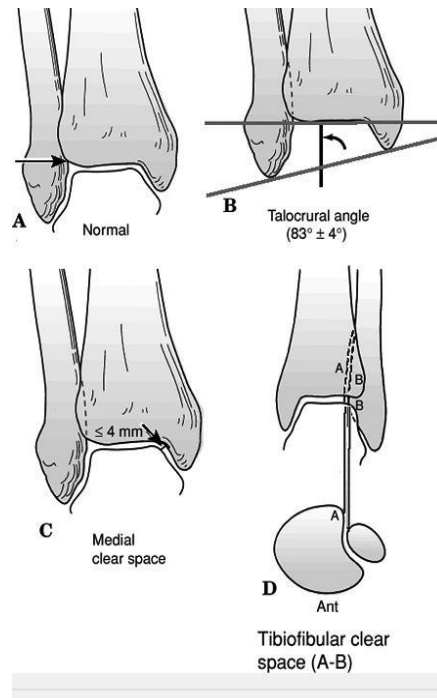 A
Normal
B
Talocrural angle
(83° ± 4°)
≤ 4 mm
C
Medial
clear space
A
B
B
A
D
Ant
Tibiofibular clear
space (A-B)